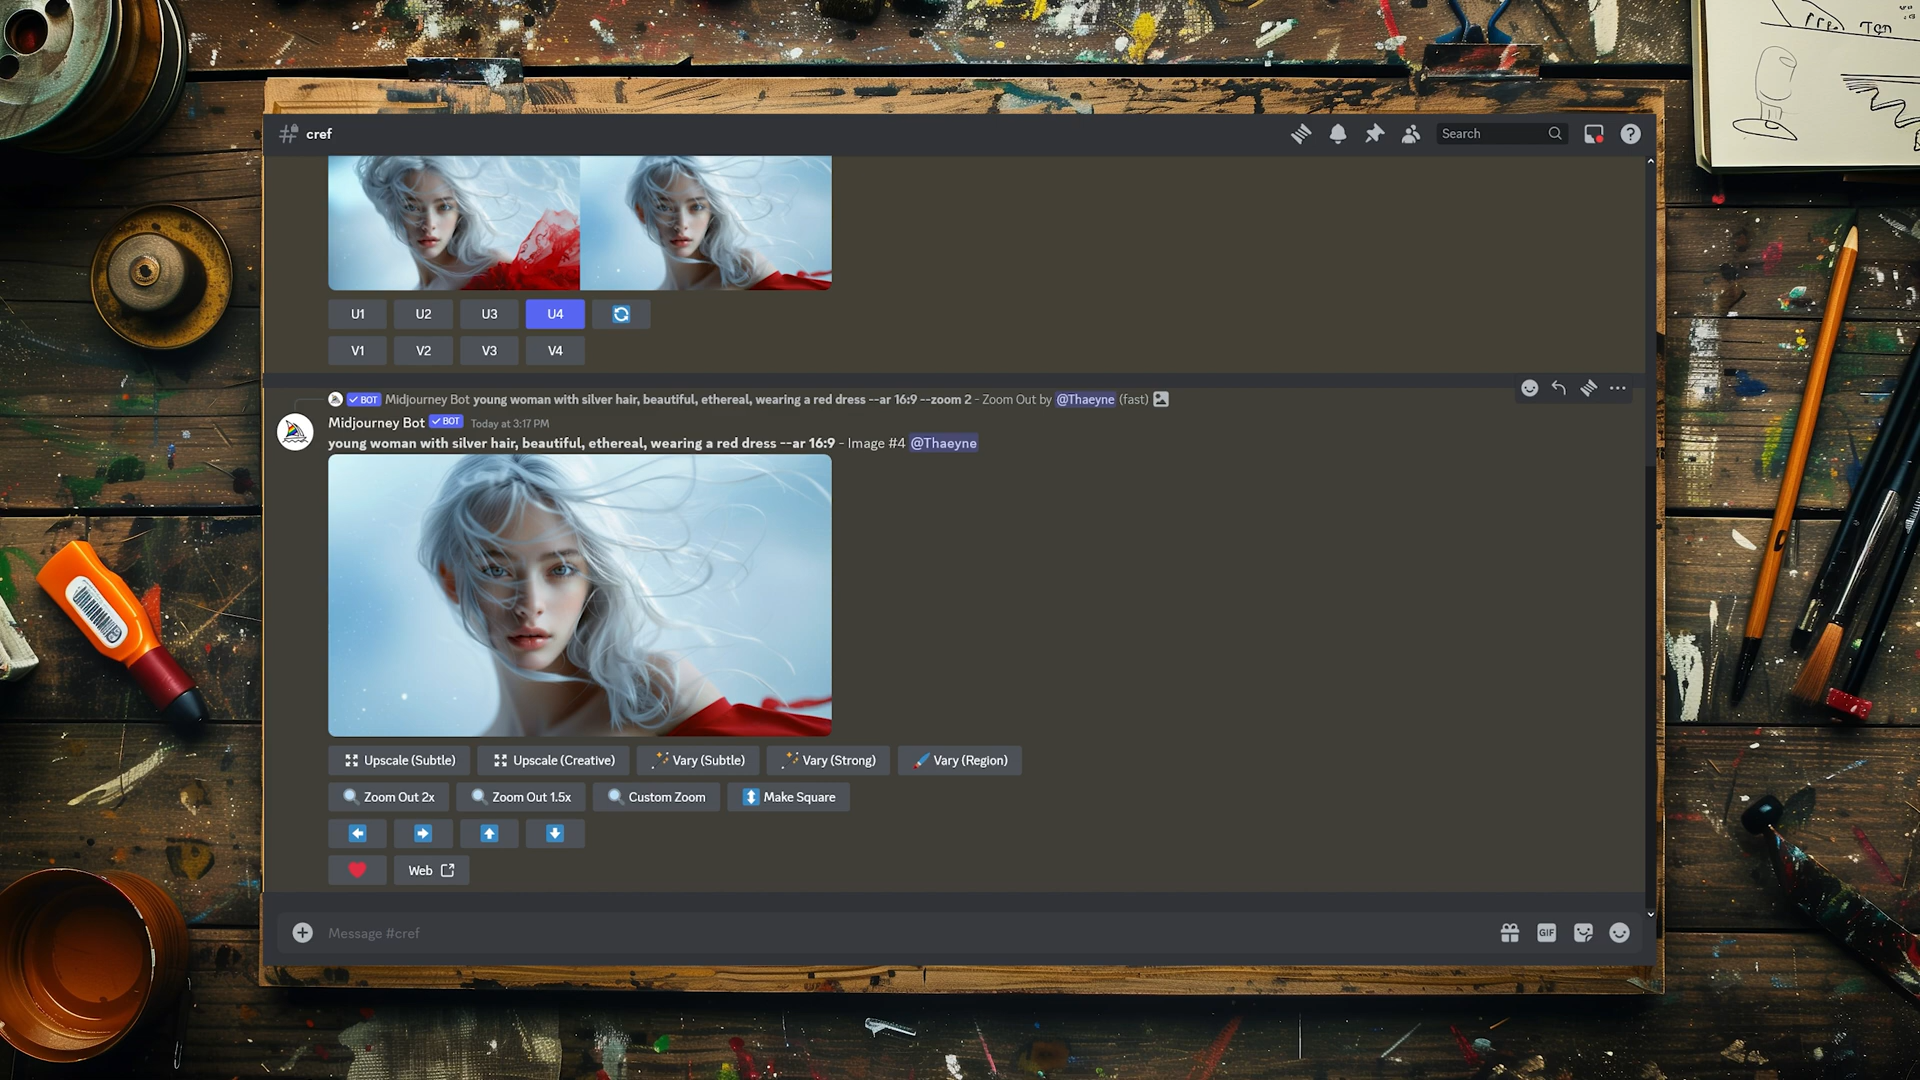 cref
Search
U1 U2 U3 U4
V1 V2 V3 V4
BOT Midjourney Bot young woman with silver hair, beautiful, ethereal, wearing a red dress --ar 16:9 --zoom 2 - Zoom Out by @Thaeyne (fast)
Midjourney Bot BOT Today at 3:17 PM
young woman with silver hair, beautiful, ethereal, wearing a red dress --ar 16:9 - Image #4 @Thaeyne
Upscale (Subtle) Upscale (Creative) Vary (Subtle) Vary (Strong) Vary (Region)
Zoom Out 2x Zoom Out 1.5x Custom Zoom Make Square
Web
Message #cref
GIF